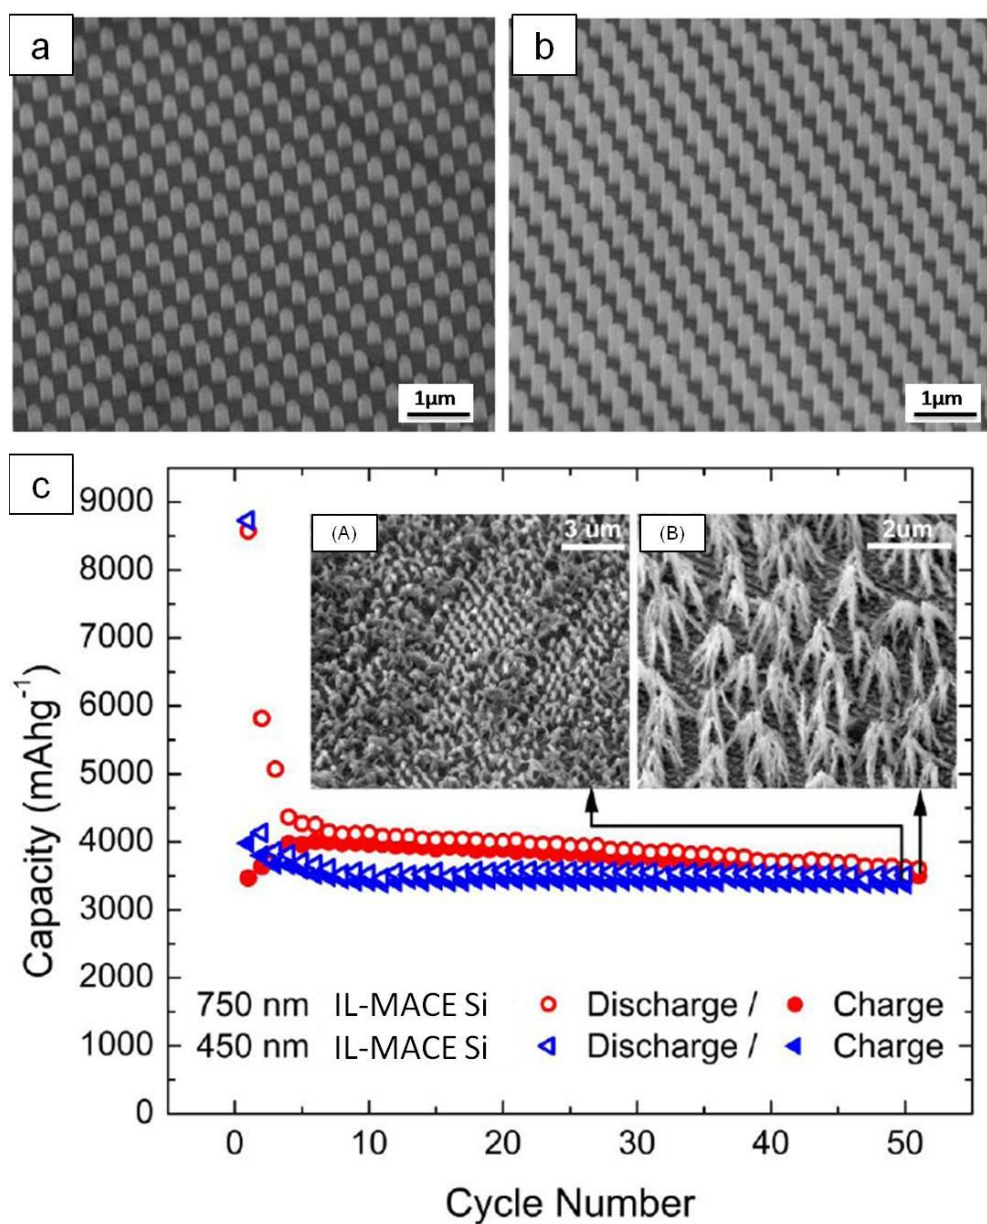 a
b
1µm
1µm
c
9000
8000
7000
6000
5000
4000
3000
2000
1000
0
Capacity (mAhg⁻¹)
(A)
3 um
(B)
2um
750 nm IL-MACE Si Discharge / Charge
450 nm IL-MACE Si Discharge / Charge
0 10 20 30 40 50
Cycle Number